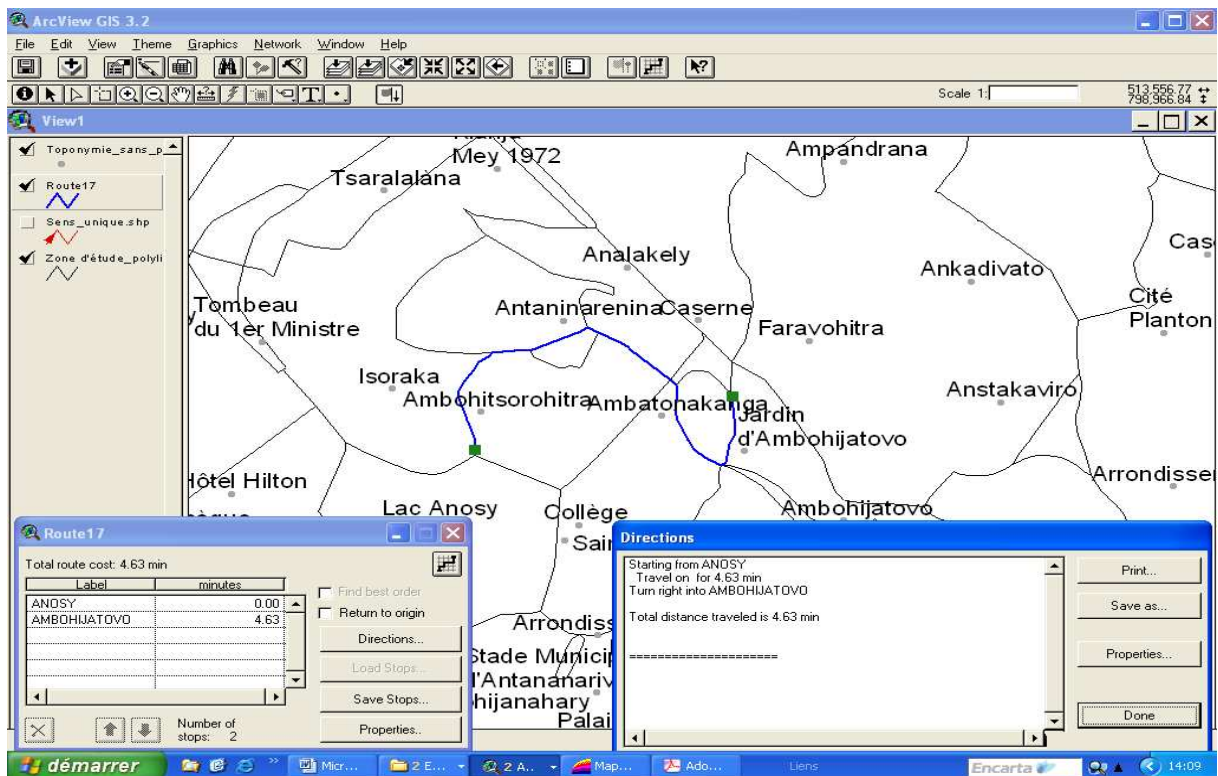 ArcView GIS 3.2
File Edit View Theme Graphics Network Window Help
Scale 1:
513,556.77
798,966.84
View1
Toponymie_sans_p
Route17
Sens_unique.shp
Zone d'étude_polyli
Mey 1972
Ampandrana
Tsaralalana
Analakely
Cas
Ankadivato
Tombeau
du 1er Ministre
Antaninarenina
Caserne
Cité
Planton
Faravohitra
Isoraka
Ambohitsorohitra
Ambatonakanga
Anstakaviro
Jardin
d'Ambohijatovo
Hôtel Hilton
Arrondisse
Lac Anosy
Collège
Sai
Ambohijatovo
Arrondiss
Stade Municip
d'Antananariv
hijanahary
Palai
Route17
Total route cost: 4.63 min
Label minutes
ANOSY 0.00
AMBOHIJATOVO 4.63
Find best order
Return to origin
Directions...
Load Stops...
Save Stops...
Properties..
Number of
stops: 2
Directions
Starting from ANOSY
Travel on for 4.63 min
Turn right into AMBOHIJATOVO
Total distance traveled is 4.63 min
=====================
Print...
Save as...
Properties...
Done
démarrer
»
Micr...
2 E...
2 A..
Map...
Ado...
Liens
Encarta
14:09